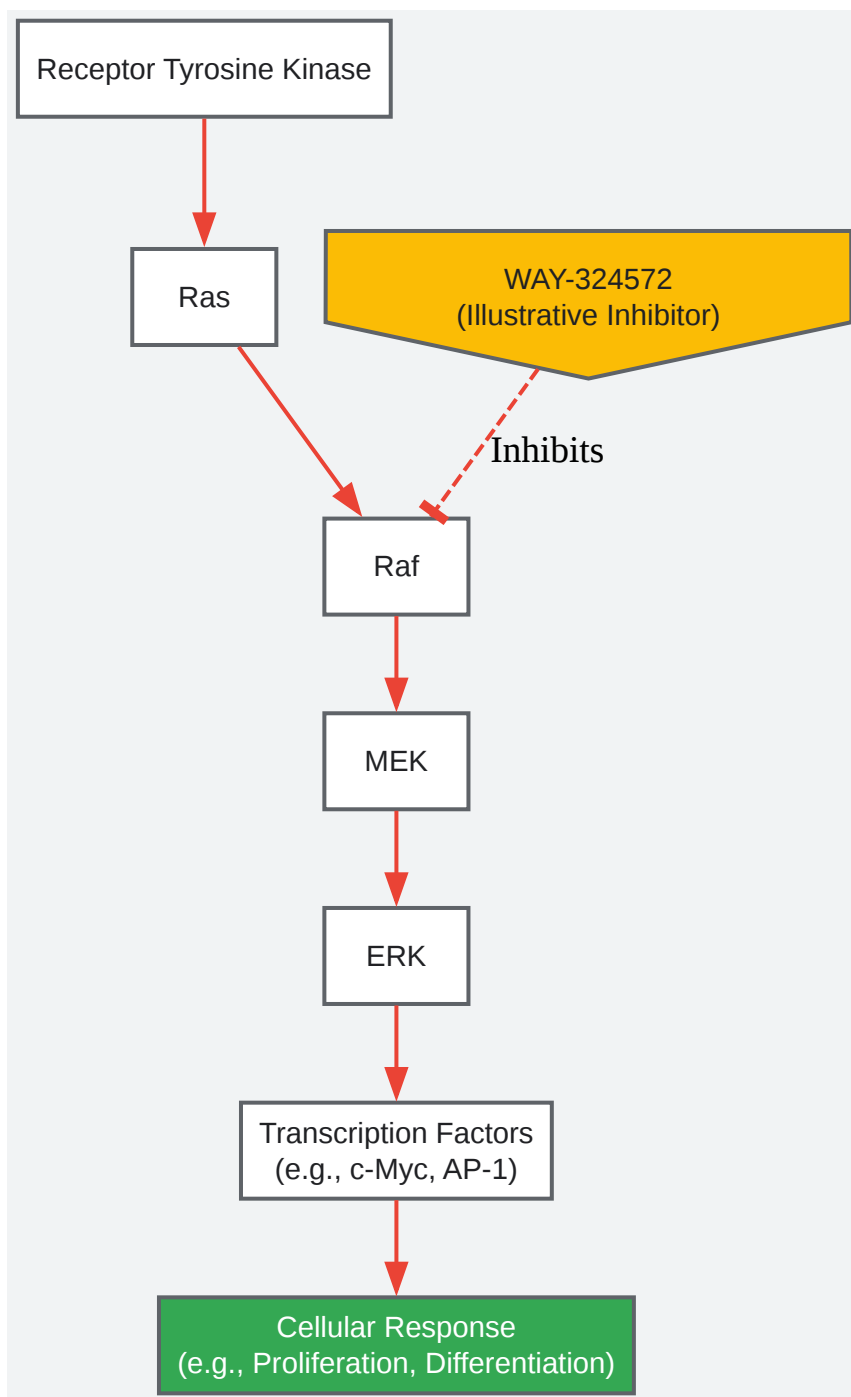 Receptor Tyrosine Kinase
Ras
WAY-324572
(Illustrative Inhibitor)
Inhibits
Raf
MEK
ERK
Transcription Factors
(e.g., c-Myc, AP-1)
Cellular Response
(e.g., Proliferation, Differentiation)